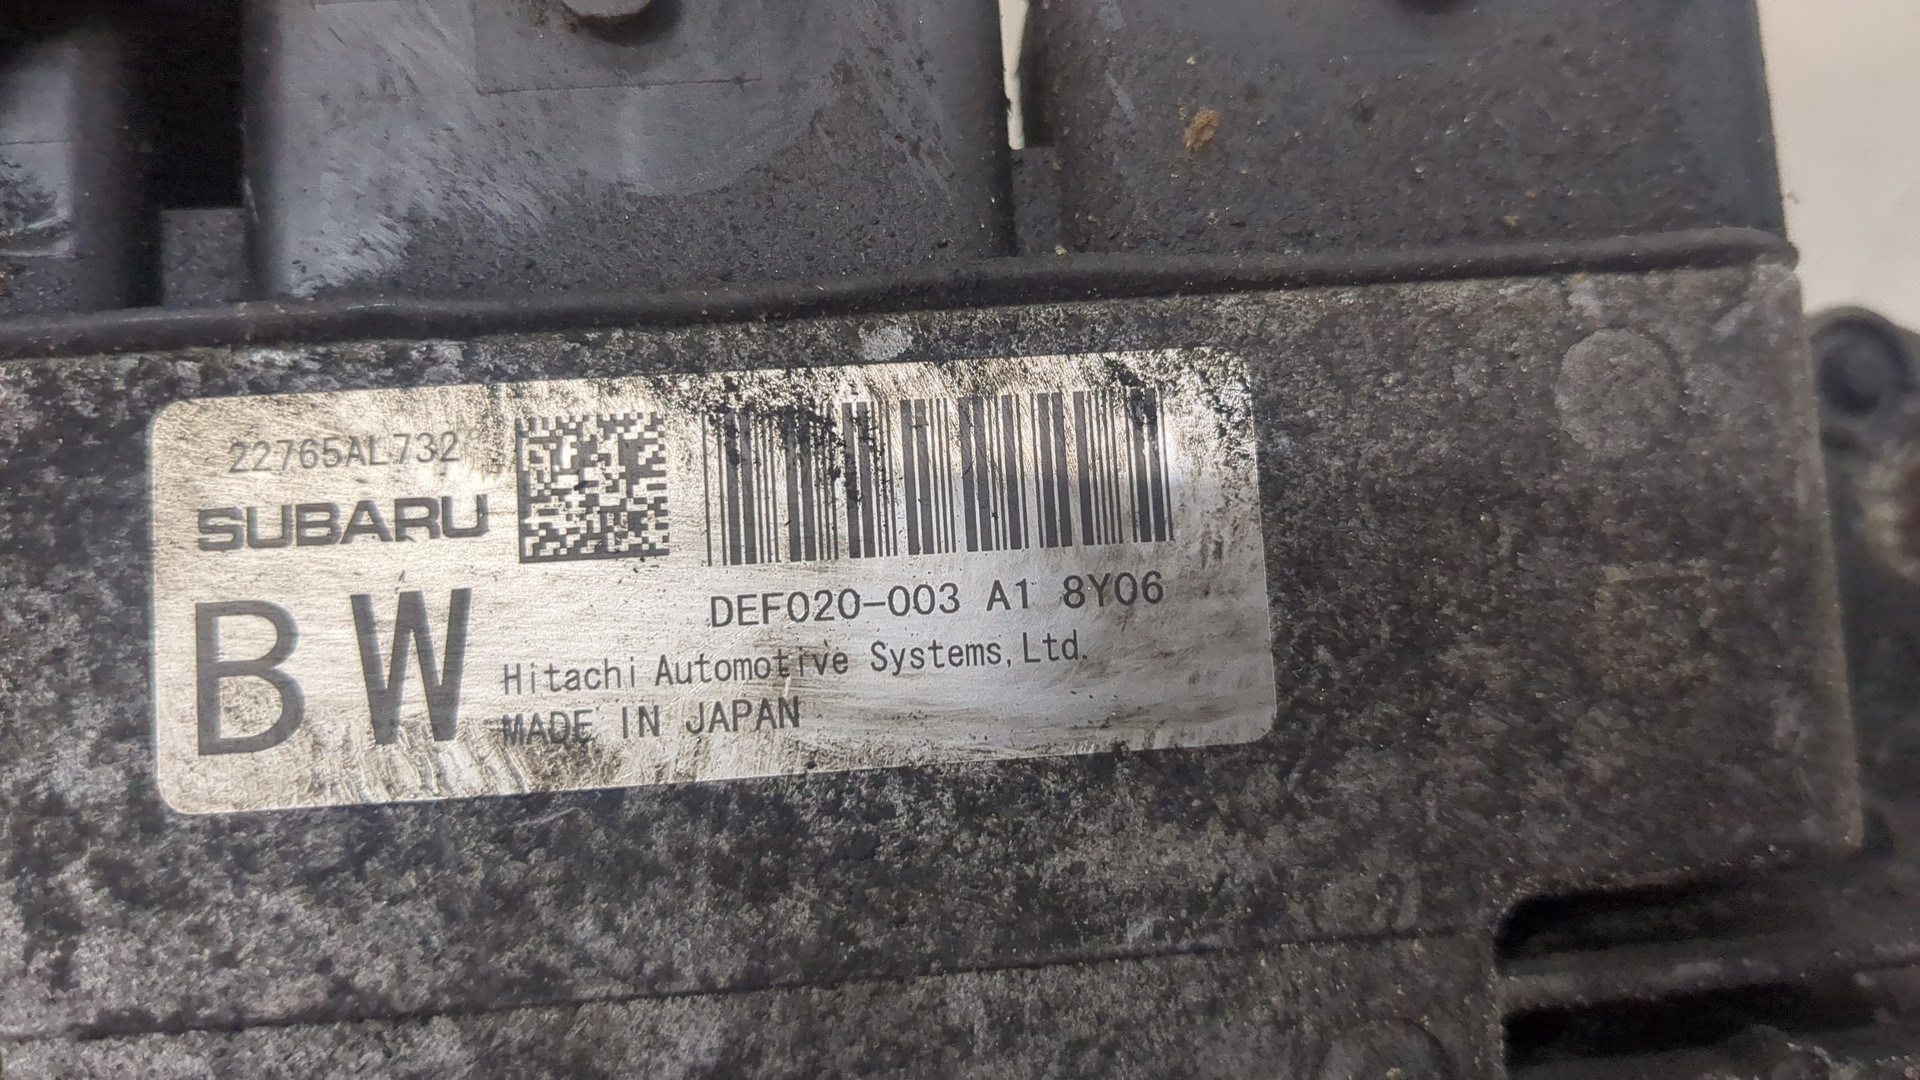 22765AL732
SUBARU
BW
DEF020-003 A1 8Y06
Hitachi Automotive Systems,Ltd.
MADE IN JAPAN